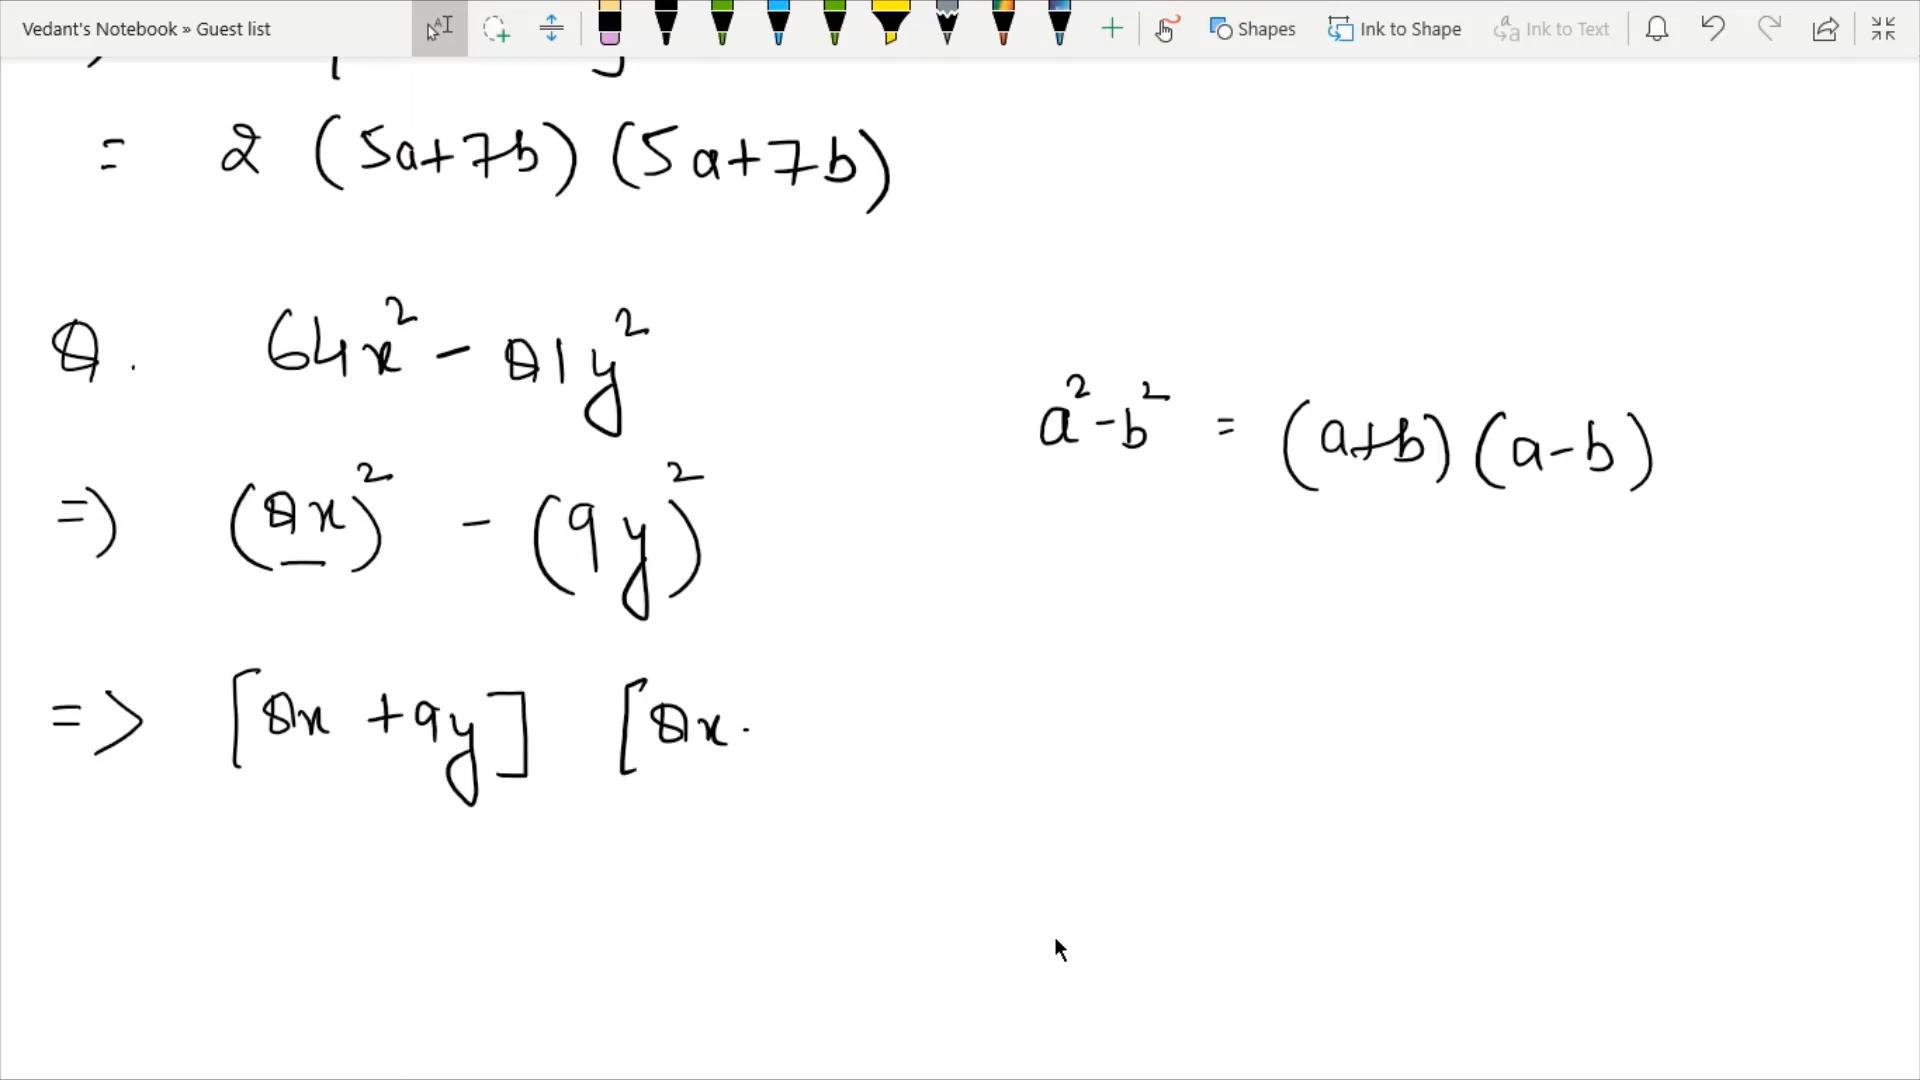 Vedant's Notebook » Guest list
Shapes
Ink to Shape
Ink to Text
= 2 (5a+7b) (5a+7b)
Q. 64x² - 81y²
a²-b² = (a+b) (a-b)
=> (8x)² - (9y)²
=> [8x +9y] [8x.